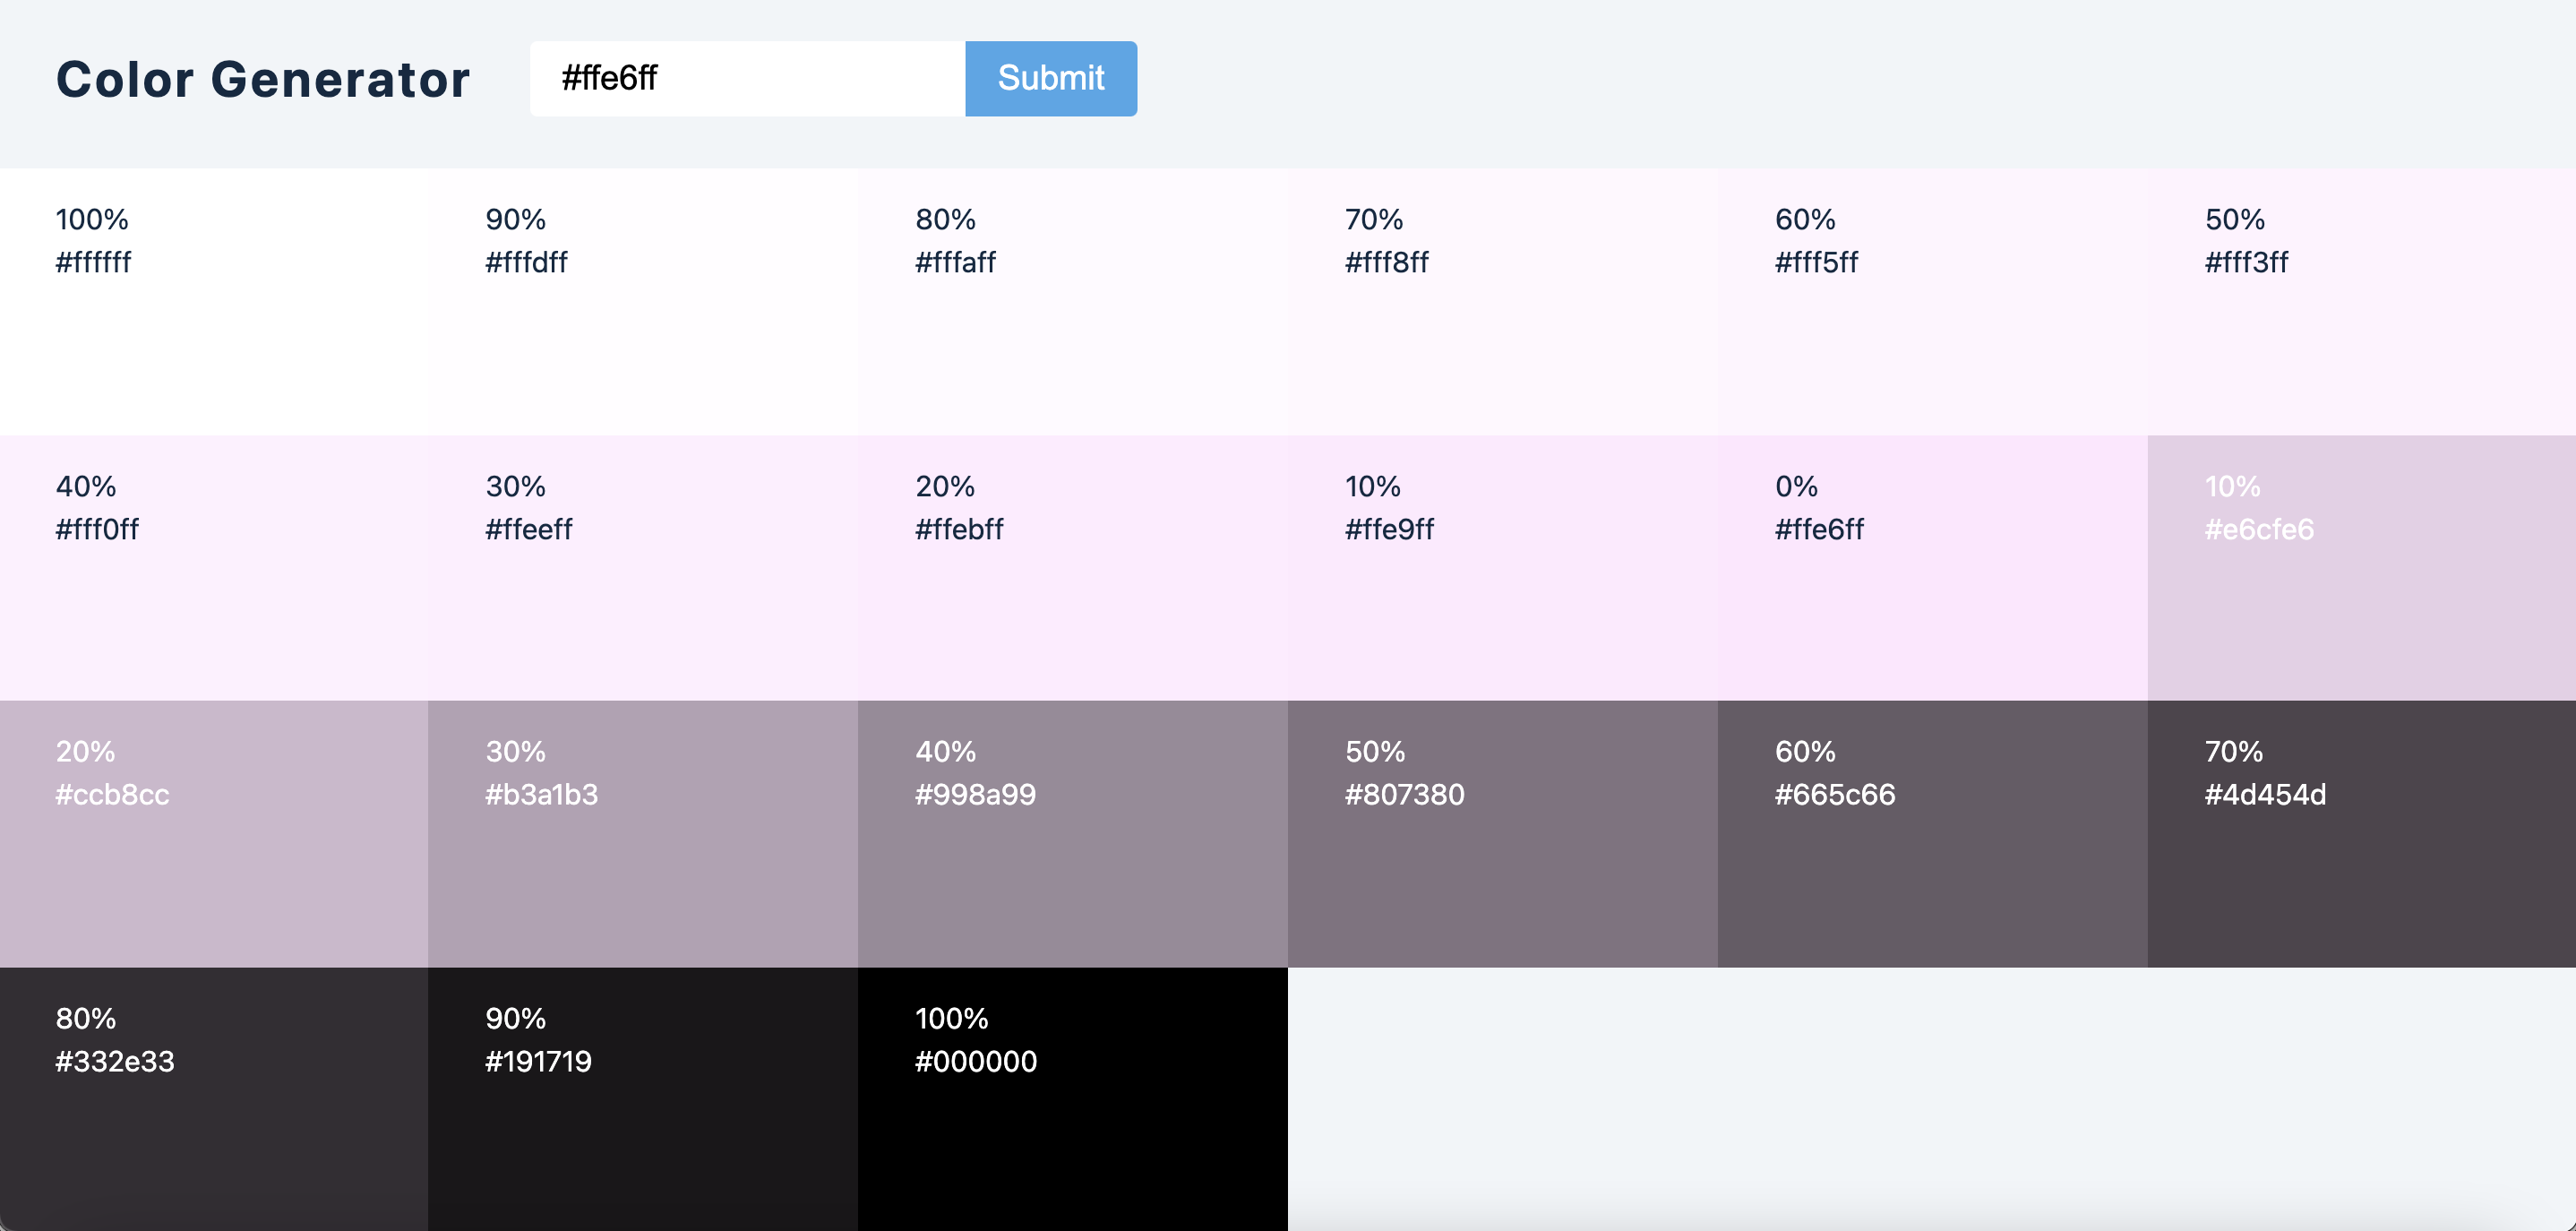 Color Generator
#ffe6ff
Submit
100%
#ffffff
90%
#fffdff
80%
#fffaff
70%
#fff8ff
60%
#fff5ff
50%
#fff3ff
40%
#fff0ff
30%
#ffeeff
20%
#ffebff
10%
#ffe9ff
0%
#ffe6ff
10%
#e6cfe6
20%
#ccb8cc
30%
#b3a1b3
40%
#998a99
50%
#807380
60%
#665c66
70%
#4d454d
80%
#332e33
90%
#191719
100%
#000000